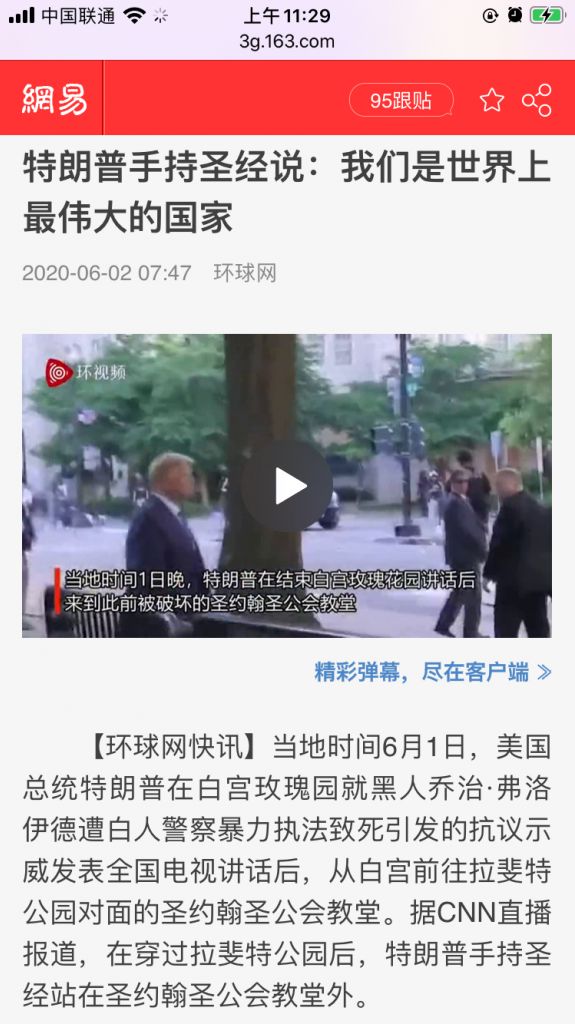 中国联通
上午11:29
3g.163.com
網易
95跟贴
特朗普手持圣经说：我们是世界上
最伟大的国家
2020-06-02 07:47 环球网
环视频
当地时间1日晚，特朗普在结束白宫玫瑰花园讲话后
来到此前被破坏的圣约翰圣公会教堂
精彩弹幕，尽在客户端
【环球网快讯】当地时间6月1日，美国
总统特朗普在白宫玫瑰园就黑人乔治·弗洛
伊德遭白人警察暴力执法致死引发的抗议示
威发表全国电视讲话后，从白宫前往拉斐特
公园对面的圣约翰圣公会教堂。据CNN直播
报道，在穿过拉斐特公园后，特朗普手持圣
经站在圣约翰圣公会教堂外。